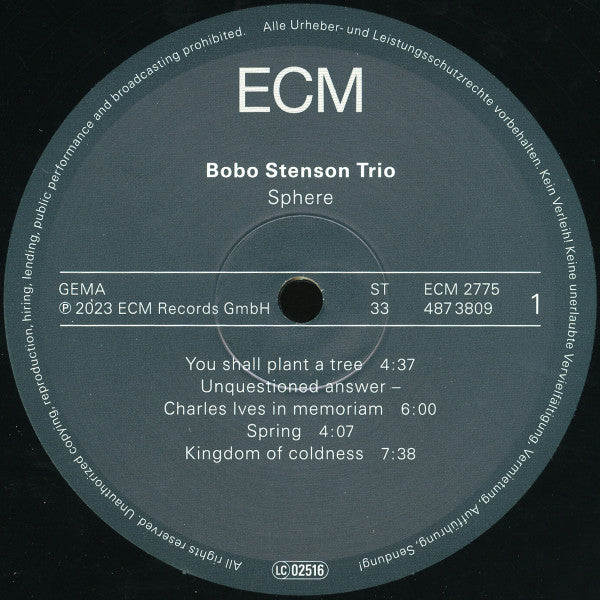 Alle Urheber- und Leistungsschutzrechte vorbehalten. Kein Verleih! Keine unerlaubte Vervielfältigung, Vermietung, Aufführung, Sendung!
ECM
Bobo Stenson Trio
Sphere
GEMA ST ECM 2775
℗ 2023 ECM Records GmbH 33 487 3809 1
You shall plant a tree 4:37
Unquestioned answer –
Charles Ives in memoriam 6:00
Spring 4:07
Kingdom of coldness 7:38
All rights reserved. Unauthorized copying, reproduction, hiring, lending, public performance and broadcasting prohibited.
LC 02516